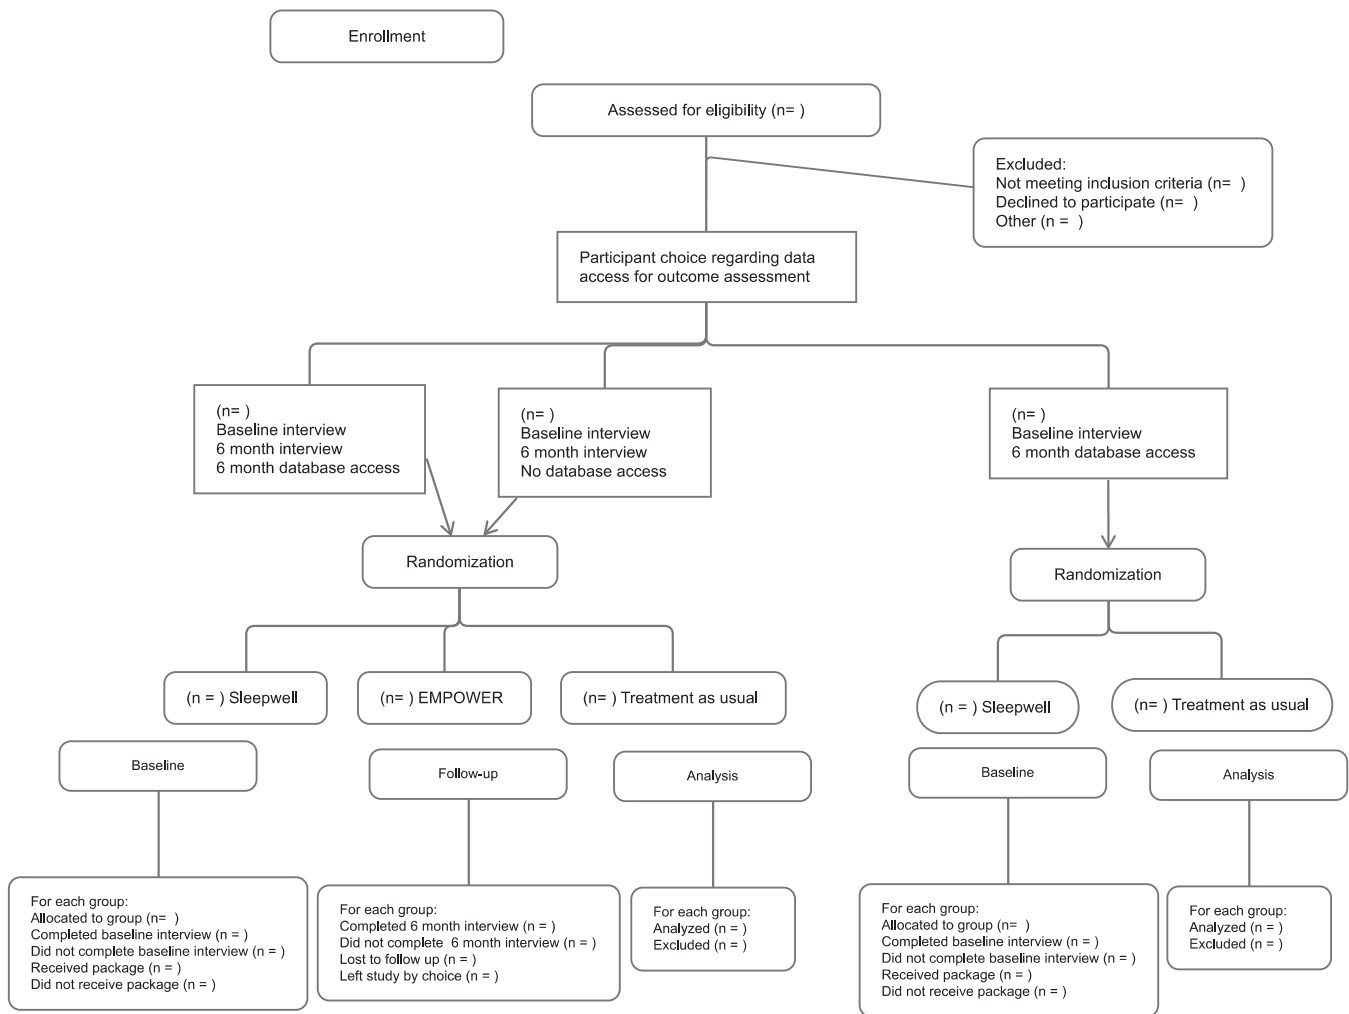 Enrollment
Assessed for eligibility (n= )
Excluded:
Not meeting inclusion criteria (n=  )
Declined to participate (n=  )
Other (n =  )
Participant choice regarding data
access for outcome assessment
(n= )
Baseline interview
6 month interview
6 month database access
(n= )
Baseline interview
6 month interview
No database access
(n= )
Baseline interview
6 month database access
Randomization
Randomization
(n = ) Sleepwell
(n= ) EMPOWER
(n= ) Treatment as usual
(n = ) Sleepwell
(n= ) Treatment as usual
Baseline
Follow-up
Analysis
Baseline
Analysis
For each group:
Allocated to group (n=  )
Completed baseline interview (n = )
Did not complete baseline interview (n = )
Received package (n = )
Did not receive package (n = )
For each group:
Completed 6 month interview (n = )
Did not complete  6 month interview (n = )
Lost to follow up (n = )
Left study by choice (n = )
For each group:
Analyzed (n = )
Excluded (n = )
For each group:
Allocated to group (n=  )
Completed baseline interview (n = )
Did not complete baseline interview (n = )
Received package (n = )
Did not receive package (n = )
For each group:
Analyzed (n = )
Excluded (n = )